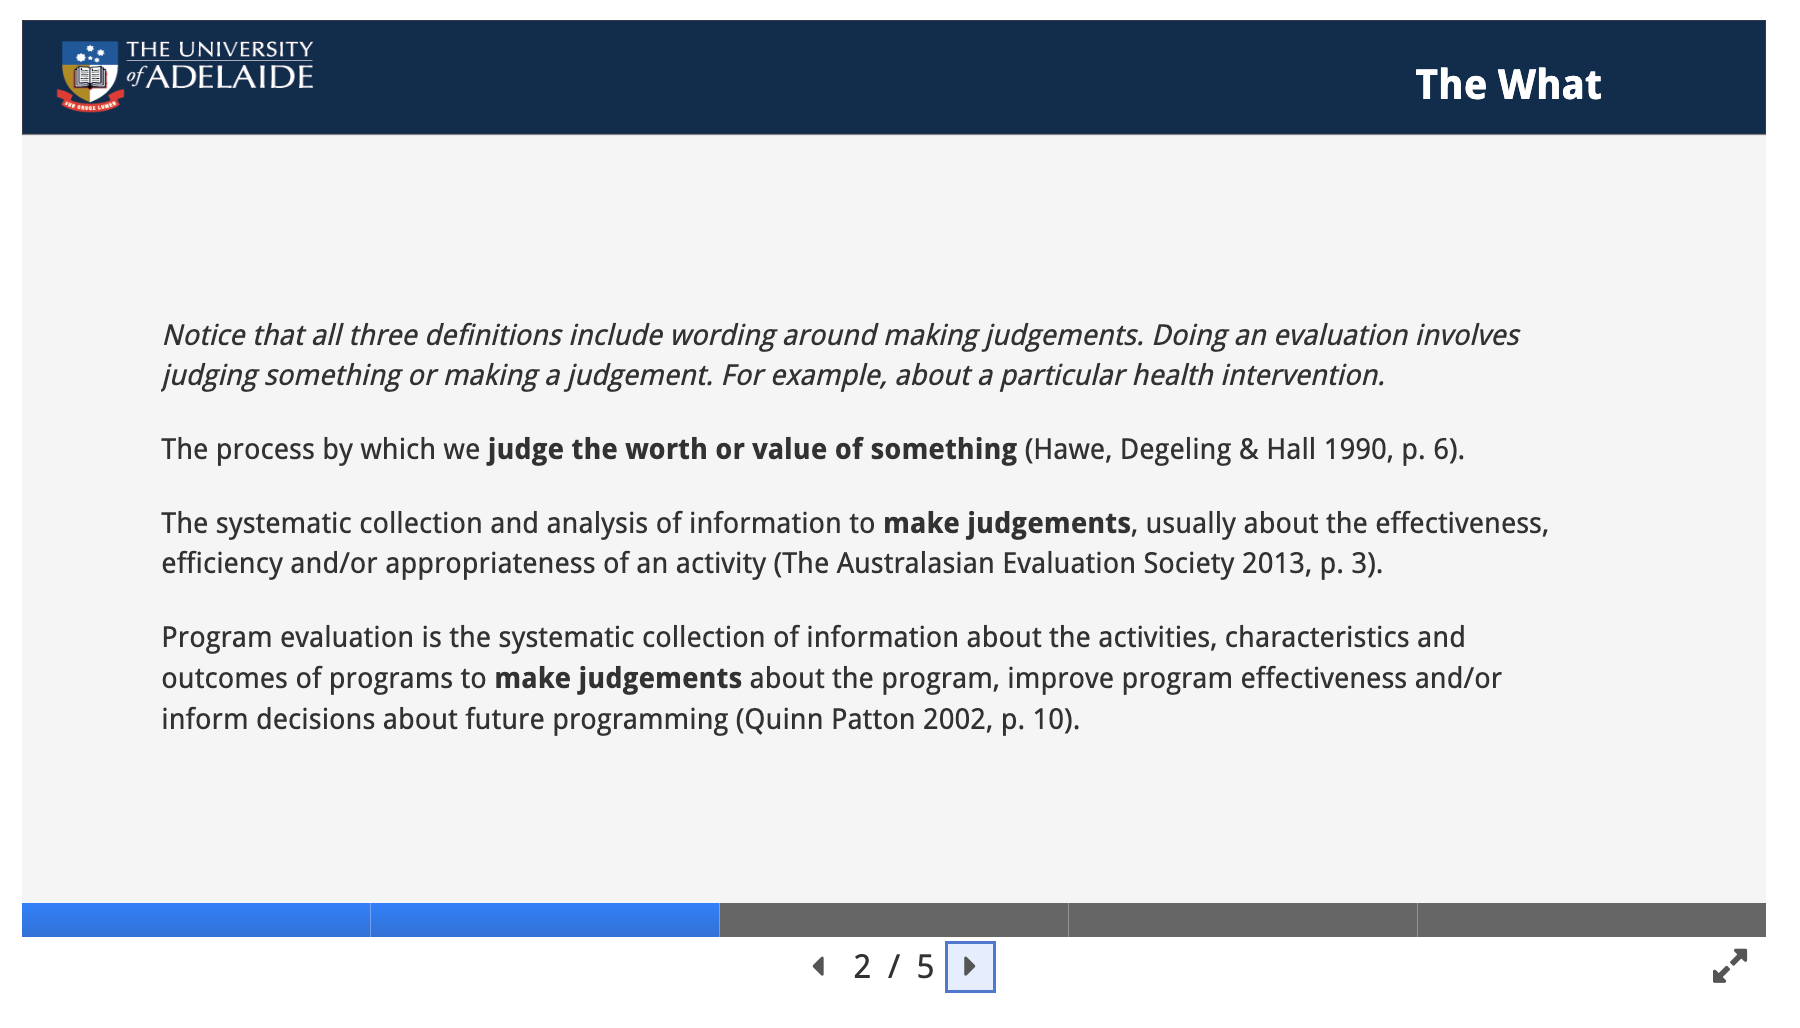 THE UNIVERSITY
of ADELAIDE
The What
Notice that all three definitions include wording around making judgements. Doing an evaluation involves
judging something or making a judgement. For example, about a particular health intervention.
The process by which we judge the worth or value of something (Hawe, Degeling & Hall 1990, p. 6).
The systematic collection and analysis of information to make judgements, usually about the effectiveness,
efficiency and/or appropriateness of an activity (The Australasian Evaluation Society 2013, p. 3).
Program evaluation is the systematic collection of information about the activities, characteristics and
outcomes of programs to make judgements about the program, improve program effectiveness and/or
inform decisions about future programming (Quinn Patton 2002, p. 10).
2 / 5